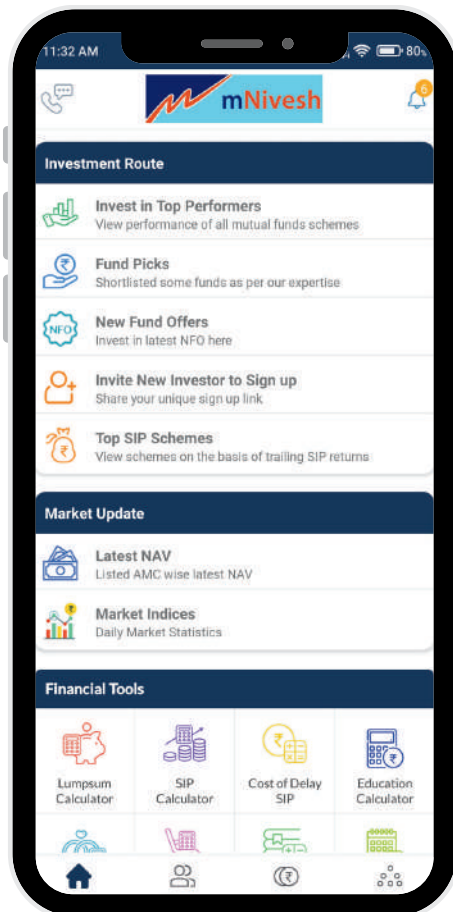 11:32 AM
80%
mNivesh
6
Investment Route
Invest in Top Performers
View performance of all mutual funds schemes
Fund Picks
Shortlisted some funds as per our expertise
NFO
New Fund Offers
Invest in latest NFO here
Invite New Investor to Sign up
Share your unique sign up link
Top SIP Schemes
View schemes on the basis of trailing SIP returns
Market Update
Latest NAV
Listed AMC wise latest NAV
Market Indices
Daily Market Statistics
Financial Tools
Lumpsum Calculator
SIP Calculator
Cost of Delay SIP
Education Calculator